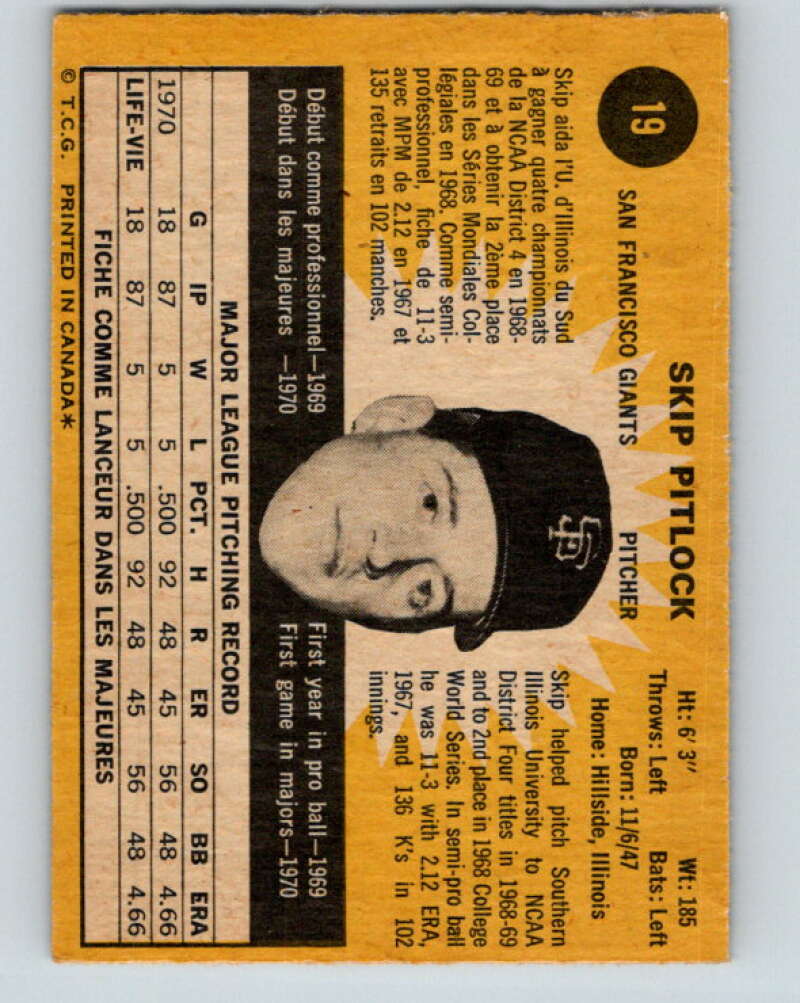 19
SKIP PITLOCK
SAN FRANCISCO GIANTS PITCHER
Ht: 6' 3" Wt: 185
Throws: Left Bats: Left
Born: 11/6/47
Home: Hillside, Illinois
Skip aida l'U. d'Illinois du Sud
à gagner quatre championnats
de la NCAA District 4 en 1968-
69 et à obtenir la 2ème place
dans les Séries Mondiales Col-
légiales en 1968. Comme semi-
professionnel, fiche de 11-3
avec MPM de 2.12 en 1967 et
135 retraits en 102 manches.
SF
Skip helped pitch Southern
Illinois University to NCAA
District Four titles in 1968-69
and to 2nd place in 1968 College
World Series. In semi-pro ball
he was 11-3 with 2.12 ERA,
1967, and 136 K's in 102
innings.
Début comme professionnel—1969
Début dans les majeures —1970
First year in pro ball—1969
First game in majors—1970
MAJOR LEAGUE PITCHING RECORD
G IP W L PCT. H R ER SO BB ERA
1970 18 87 5 5 .500 92 48 45 56 48 4.66
LIFE-VIE 18 87 5 5 .500 92 48 45 56 48 4.66
FICHE COMME LANCEUR DANS LES MAJEURES
© T.C.G. PRINTED IN CANADA*